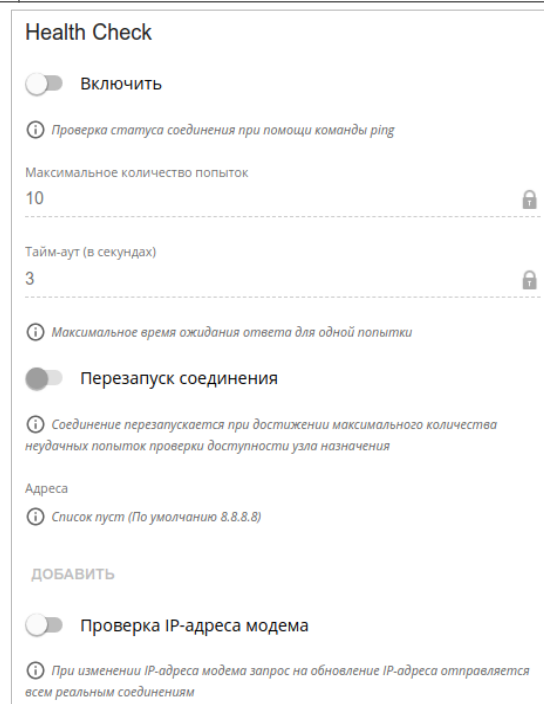 Health Check
Включить
Проверка статуса соединения при помощи команды ping
Максимальное количество попыток
10
Тайм-аут (в секундах)
3
Максимальное время ожидания ответа для одной попытки
Перезапуск соединения
Соединение перезапускается при достижении максимального количества
неудачных попыток проверки доступности узла назначения
Адреса
Список пуст (По умолчанию 8.8.8.8)
ДОБАВИТЬ
Проверка IP-адреса модема
При изменении IP-адреса модема запрос на обновление IP-адреса отправляется
всем реальным соединениям